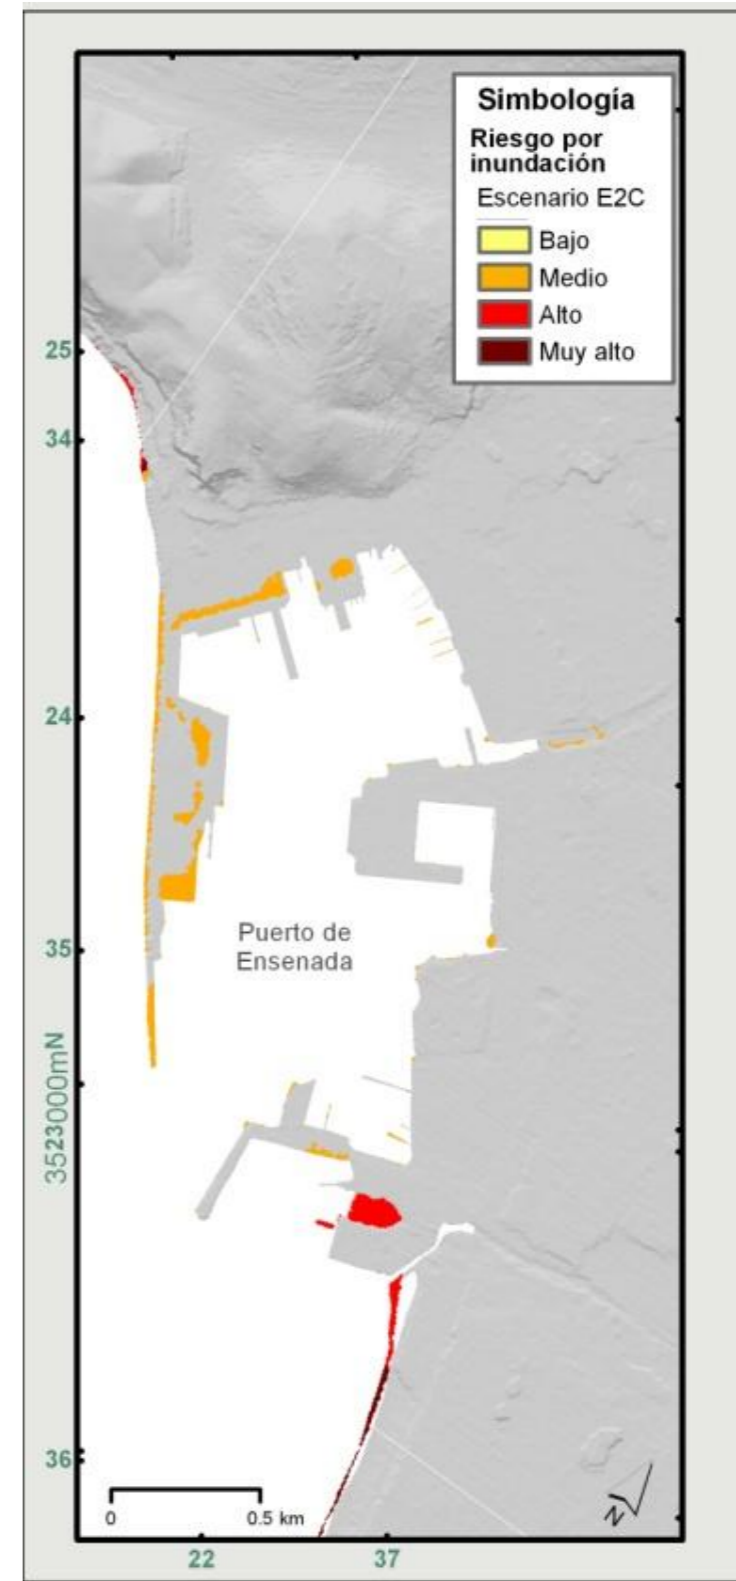 Simbología
Riesgo por
inundación
Escenario E2C
Bajo
Medio
Alto
Muy alto
25
34
24
35
3523000mN
36
Puerto de
Ensenada
0 0.5 km
N
22 37